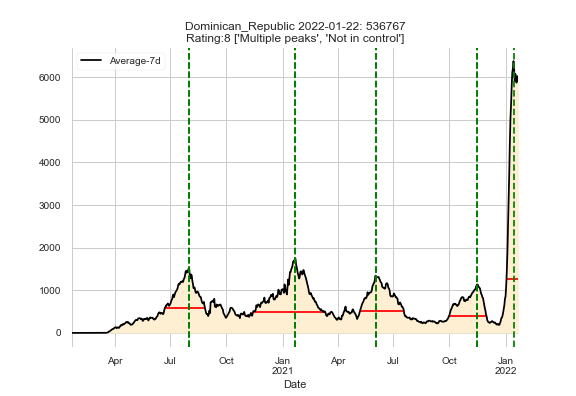 Dominican_Republic 2022-01-22: 536767
Rating:8 ['Multiple peaks', 'Not in control']
Average-7d
6000
5000
4000
3000
2000
1000
0
Apr Jul Oct Jan Apr Jul Oct Jan
2021 2022
Date